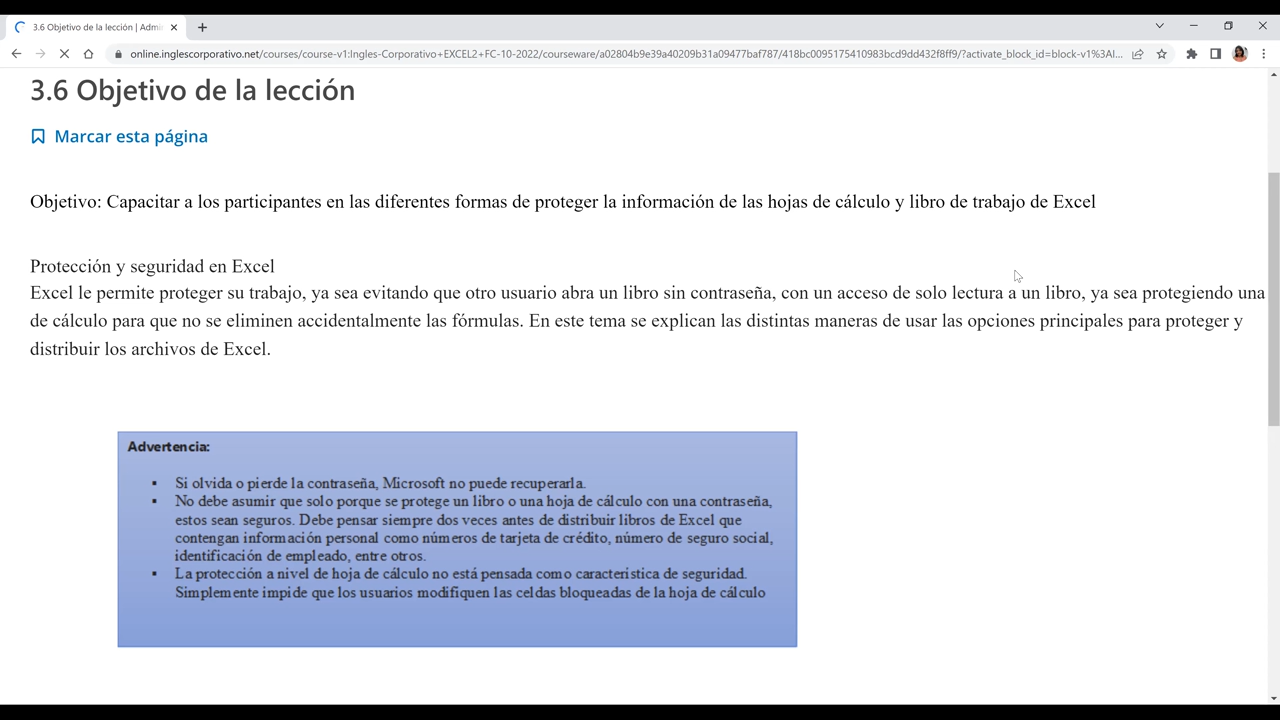 3.6 Objetivo de la lección | Admi
online.inglescorporativo.net/courses/course-v1:Ingles-Corporativo+EXCEL2+FC-10-2022/courseware/a02804b9e39a40209b31a09477baf787/418bc0095175410983bcd9dd432f8ff9/?activate_block_id=block-v1%3AI...
3.6 Objetivo de la lección
Marcar esta página
Objetivo: Capacitar a los participantes en las diferentes formas de proteger la información de las hojas de cálculo y libro de trabajo de Excel
Protección y seguridad en Excel
Excel le permite proteger su trabajo, ya sea evitando que otro usuario abra un libro sin contraseña, con un acceso de solo lectura a un libro, ya sea protegiendo una
de cálculo para que no se eliminen accidentalmente las fórmulas. En este tema se explican las distintas maneras de usar las opciones principales para proteger y
distribuir los archivos de Excel.
Advertencia:
▪ Si olvida o pierde la contraseña, Microsoft no puede recuperarla.
▪ No debe asumir que solo porque se protege un libro o una hoja de cálculo con una contraseña,
estos sean seguros. Debe pensar siempre dos veces antes de distribuir libros de Excel que
contengan información personal como números de tarjeta de crédito, número de seguro social,
identificación de empleado, entre otros.
▪ La protección a nivel de hoja de cálculo no está pensada como característica de seguridad.
Simplemente impide que los usuarios modifiquen las celdas bloqueadas de la hoja de cálculo